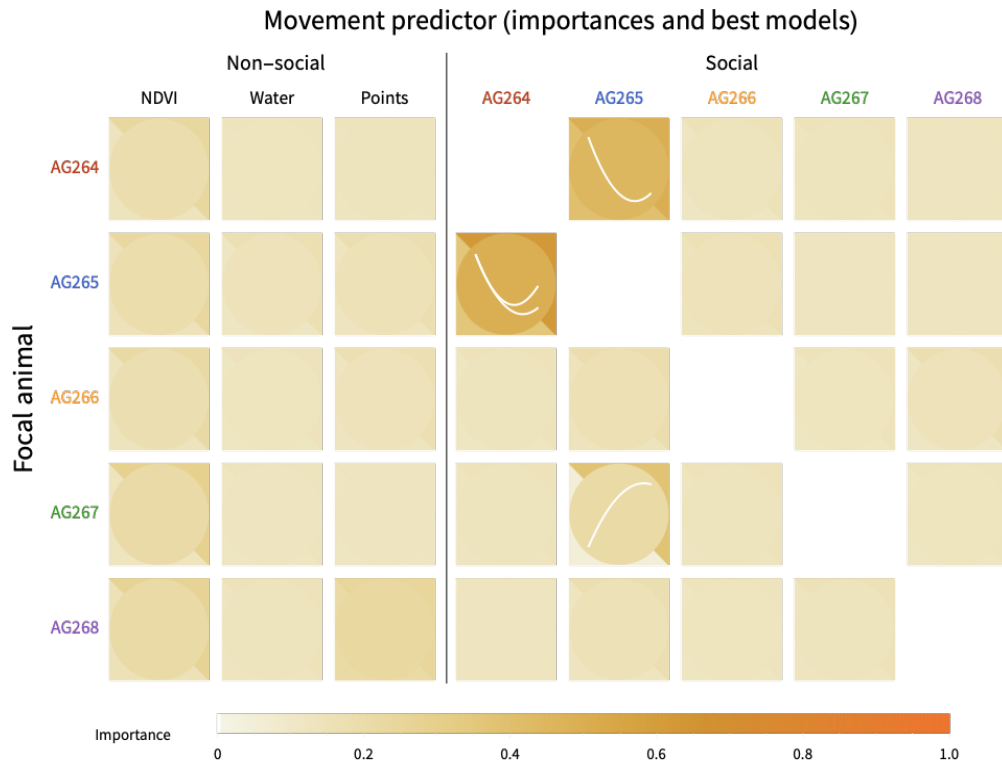 Movement predictor (importances and best models)
Non–social
Social
NDVI
Water
Points
AG264
AG265
AG266
AG267
AG268
Focal animal
AG264
AG265
AG266
AG267
AG268
Importance
0
0.2
0.4
0.6
0.8
1.0